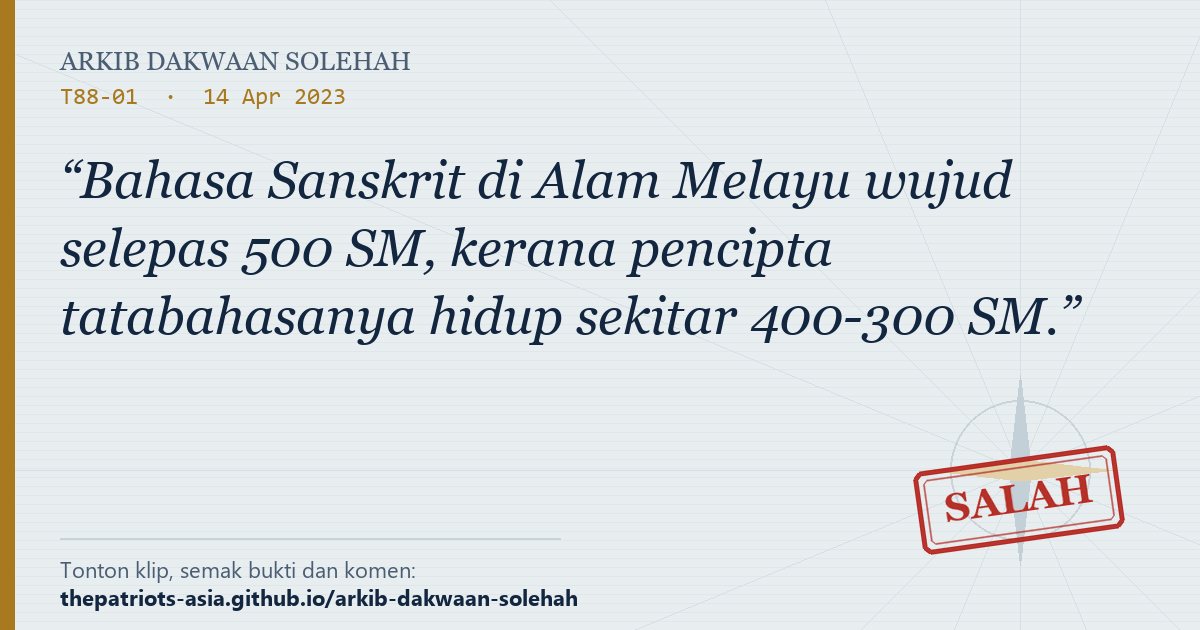 ARKIB DAKWAAN SOLEHAH
T88-01 · 14 Apr 2023
“Bahasa Sanskrit di Alam Melayu wujud
selepas 500 SM, kerana pencipta
tatabahasanya hidup sekitar 400-300 SM.”
SALAH
Tonton klip, semak bukti dan komen:
thepatriots-asia.github.io/arkib-dakwaan-solehah